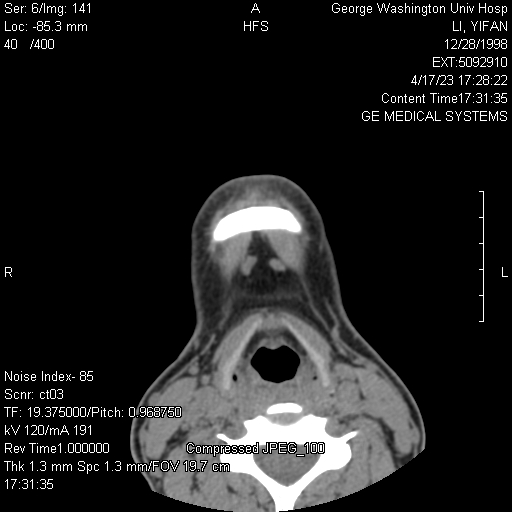 Ser: 6/Img: 141
Loc: -85.3 mm
40 /400
A
HFS
George Washington Univ Hosp
LI, YIFAN
12/28/1998
EXT:5092910
4/17/23 17:28:22
Content Time17:31:35
GE MEDICAL SYSTEMS
R
L
Noise Index- 85
Scnr: ct03
TF: 19.375000/Pitch: 0.968750
kV 120/mA 191
Rev Time1.000000
Compressed JPEG_100
Thk 1.3 mm Spc 1.3 mm/FOV 19.7 cm
17:31:35